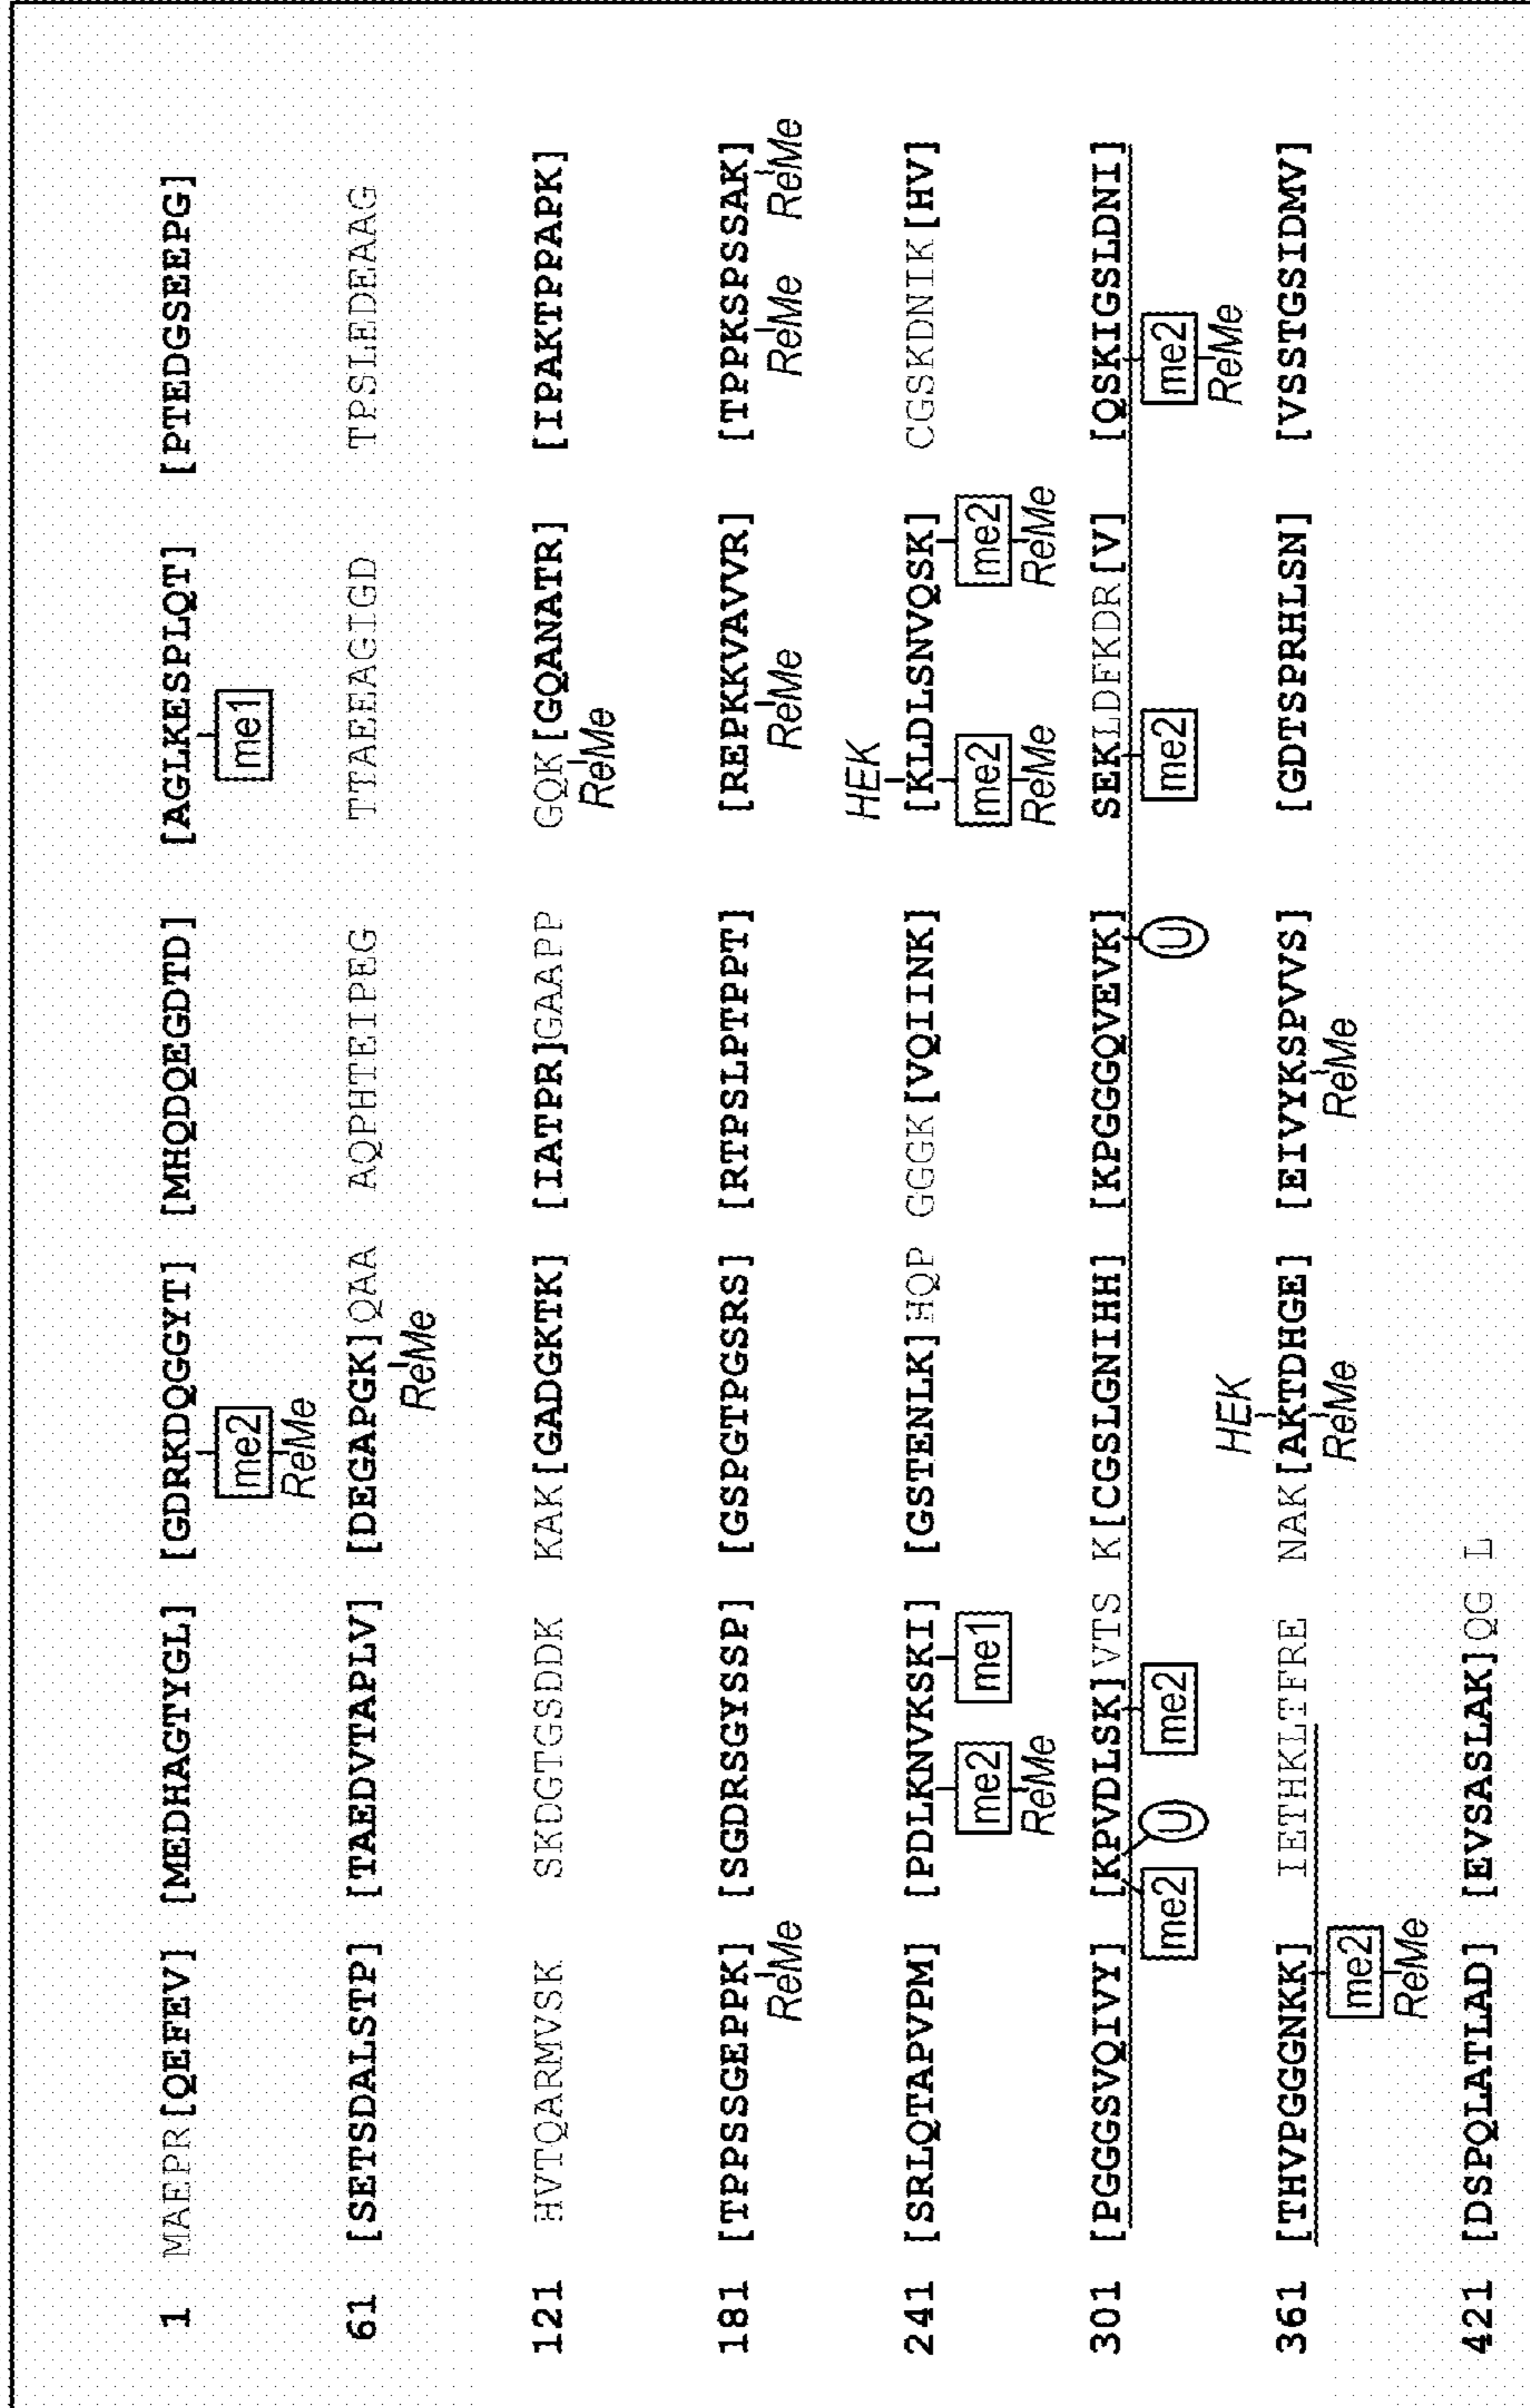 1 MAEPR[QEFEV] [MEDHAGTYGL] [GDRKDQGGYT] [MHQDQEGDTD] [AGLKESPLQT] [PTEDGSEEPG]
me2 me1
ReMe
61 [SETSDALSTP] [TAEDVTAPLV] [DEGAPGK]QAA AQPHTEIPEG TTAEEAGIGD TPSLEDEAAG
ReMe
121 HVTQARMVSK SKDGTGSDDK KAK[GADGKTK] [IATPR]GAAPP GQK[GQANATR] [IPAKTPPAPK]
ReMe
181 [TPPSSGEPPK] [SGDRSGYSSP] [GSPGTPGSRS] [RTPSLPTPPT] [REPKKVAVVR] [TPPKSPSSAK]
ReMe ReMe ReMe ReMe
HEK
241 [SRLQTAPVPM] [PDLKNVKSKI] [GSTENLK]HQP GGGK[VQIINK] [KLDLSNVQSK] CGSKDNIK[HV]
me2 me1 me2 me2
ReMe ReMe ReMe
301 [PGGGSVQIVY] [KPVDLSK]VTS K[CGSLGNIHH] [KPGGGQVEVK] SEKLDFKDR[V] [QSKIGSLDNI]
me2 U me2 U me2 me2
ReMe
HEK
361 [THVPGGGNKK] IETHKLTFRE NAK[AKTDHGE] [EIVYKSPVVS] [GDTSPRHLSN] [VSSTGSIDMV]
me2 ReMe ReMe
ReMe
421 [DSPQLATLAD] [EVSASLAK]QG L